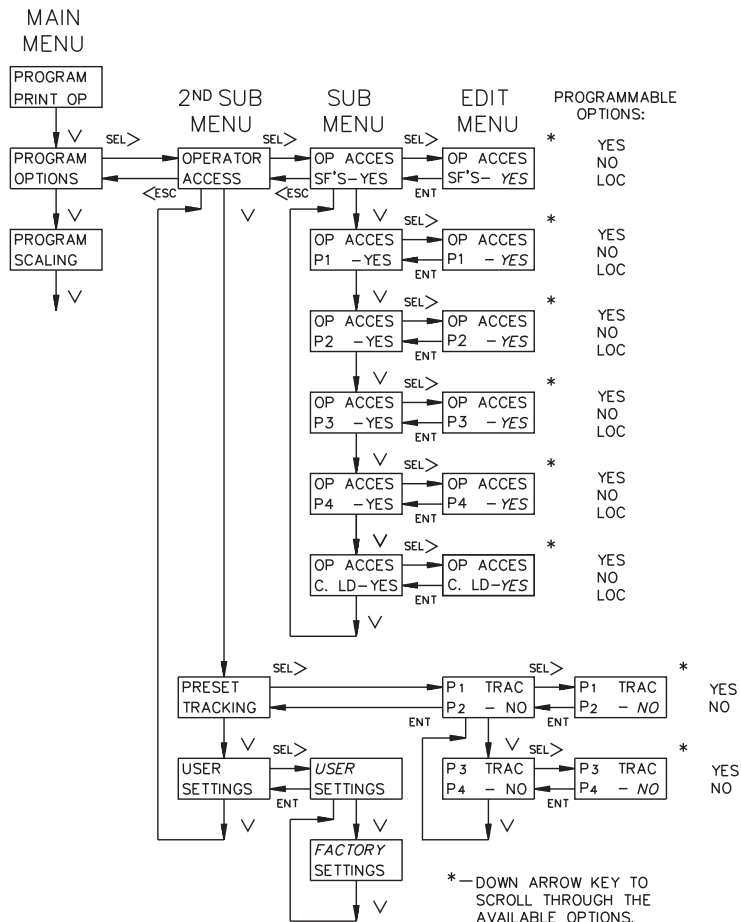 MAIN
MENU
PROGRAM
PRINT OP
V
SEL>
PROGRAM
OPTIONS
V
PROGRAM
SCALING
V
2ND SUB
MENU
SEL>
OPERATOR
ACCESS
<ESC
V
SUB
MENU
SEL>
OP ACCES
SF'S-YES
<ESC
ENT
V
SEL>
OP ACCES
P1 -YES
ENT
V
SEL>
OP ACCES
P2 -YES
ENT
V
SEL>
OP ACCES
P3 -YES
ENT
V
SEL>
OP ACCES
P4 -YES
ENT
V
SEL>
OP ACCES
C. LD-YES
ENT
V
EDIT
MENU
OP ACCES
SF'S- YES
OP ACCES
P1 - YES
OP ACCES
P2 - YES
OP ACCES
P3 - YES
OP ACCES
P4 - YES
OP ACCES
C. LD-YES
PROGRAMMABLE
OPTIONS:
*
YES
NO
LOC
*
YES
NO
LOC
*
YES
NO
LOC
*
YES
NO
LOC
*
YES
NO
LOC
*
YES
NO
LOC
PRESET
TRACKING
SEL>
ENT
V
P1 TRAC
P2 - NO
SEL>
ENT
V
P1 TRAC
P2 - NO
*
YES
NO
USER
SETTINGS
SEL>
ENT
V
USER
SETTINGS
V
FACTORY
SETTINGS
V
P3 TRAC
P4 - NO
SEL>
ENT
V
P3 TRAC
P4 - NO
*
YES
NO
*-DOWN ARROW KEY TO
SCROLL THROUGH THE
AVAILABLE OPTIONS.